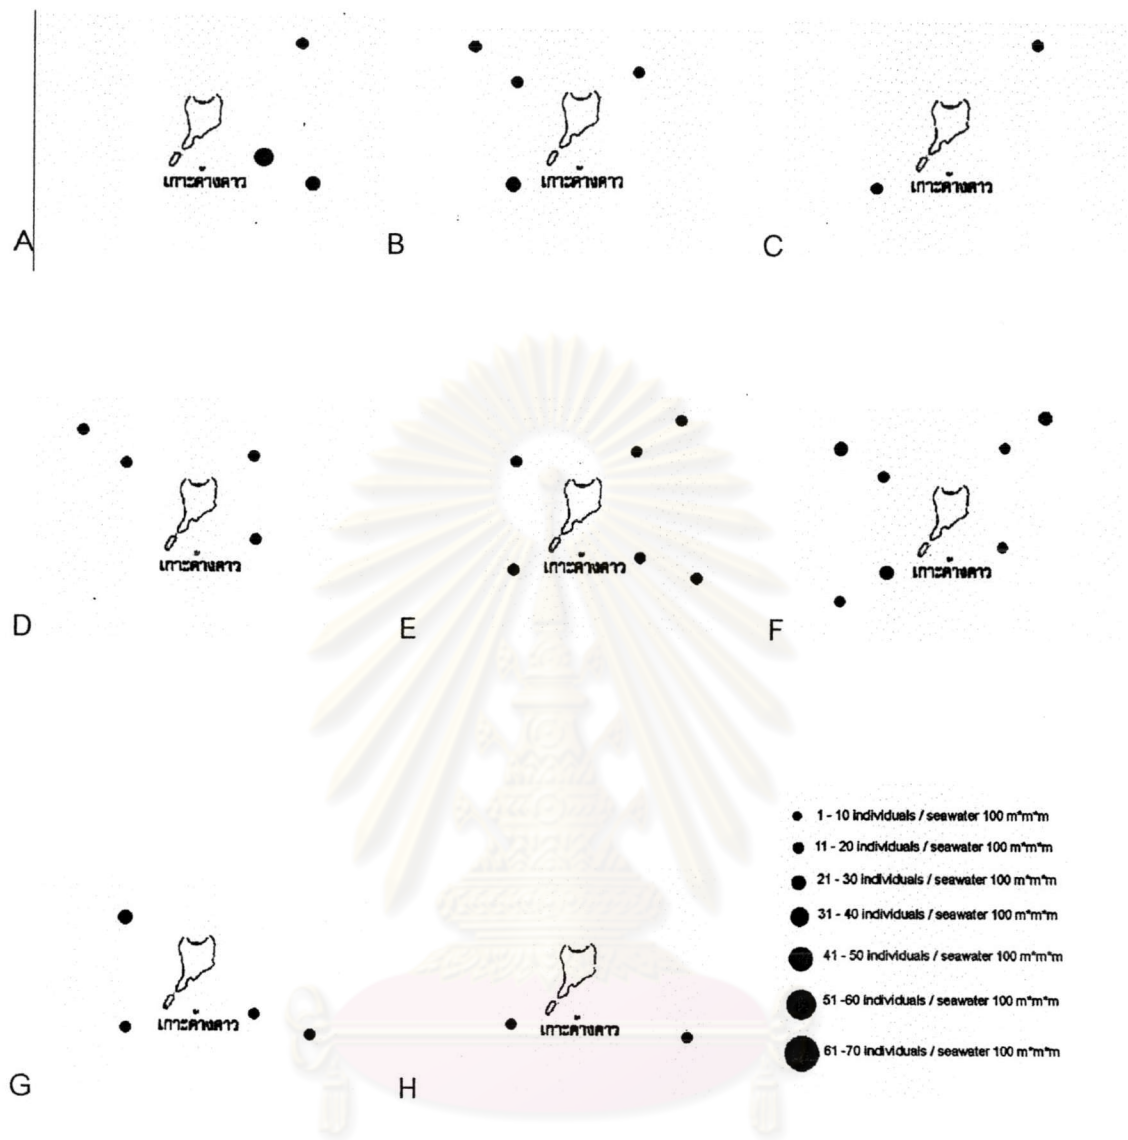 เกาะค้างคาว
เกาะค้างคาว
เกาะค้างคาว
A
B
C
เกาะค้างคาว
เกาะค้างคาว
เกาะค้างคาว
D
E
F
1 - 10 individuals / seawater 100 m*m*m
11 - 20 individuals / seawater 100 m*m*m
21 - 30 individuals / seawater 100 m*m*m
31 - 40 individuals / seawater 100 m*m*m
41 - 50 individuals / seawater 100 m*m*m
51 -60 individuals / seawater 100 m*m*m
61 -70 individuals / seawater 100 m*m*m
เกาะค้างคาว
เกาะค้างคาว
G
H